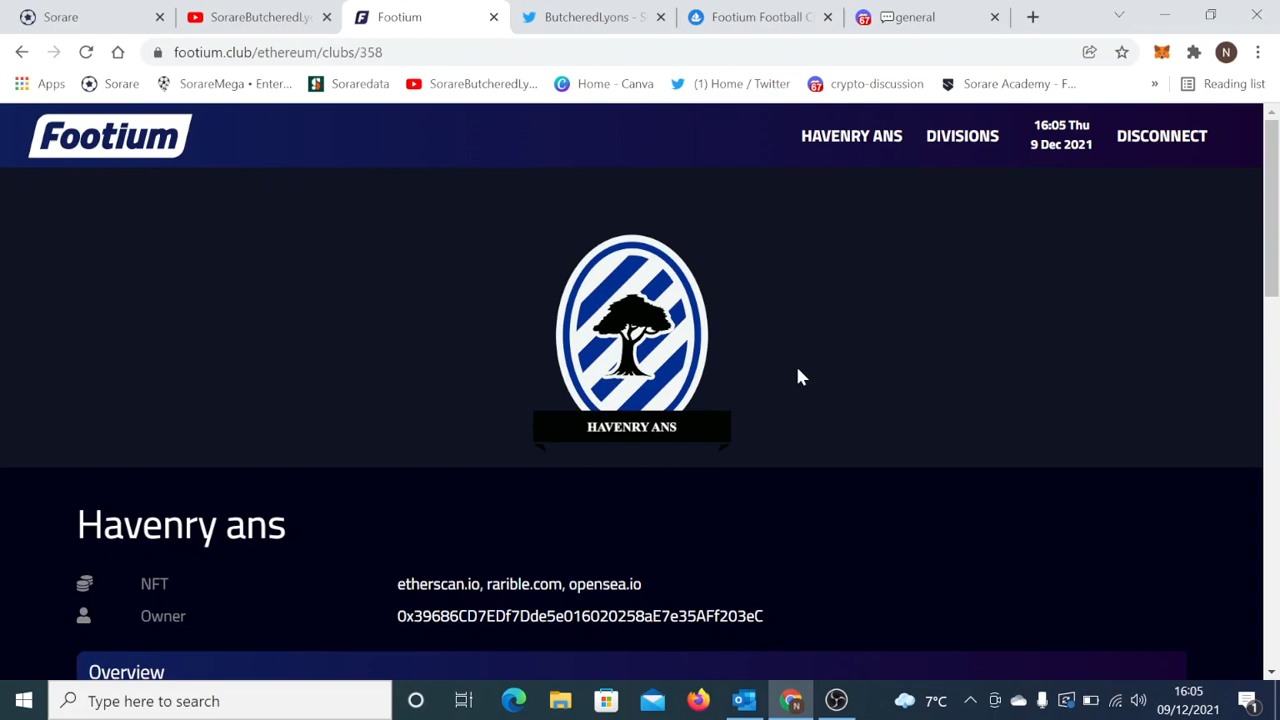 Sorare
SorareButcheredLy
Footium
ButcheredLyons - S
Footium Football C
67 general
footium.club/ethereum/clubs/358
N
Apps
Sorare
SorareMega • Enter...
Soraredata
SorareButcheredLy...
Home - Canva
(1) Home / Twitter
67 crypto-discussion
Sorare Academy - F...
»
Reading list
Footium
HAVENRY ANS
DIVISIONS
16:05 Thu
9 Dec 2021
DISCONNECT
HAVENRY ANS
Havenry ans
NFT
etherscan.io, rarible.com, opensea.io
Owner
0x39686CD7EDf7Dde5e016020258aE7e35AFf203eC
Overview
Type here to search
7°C
16:05
09/12/2021
1